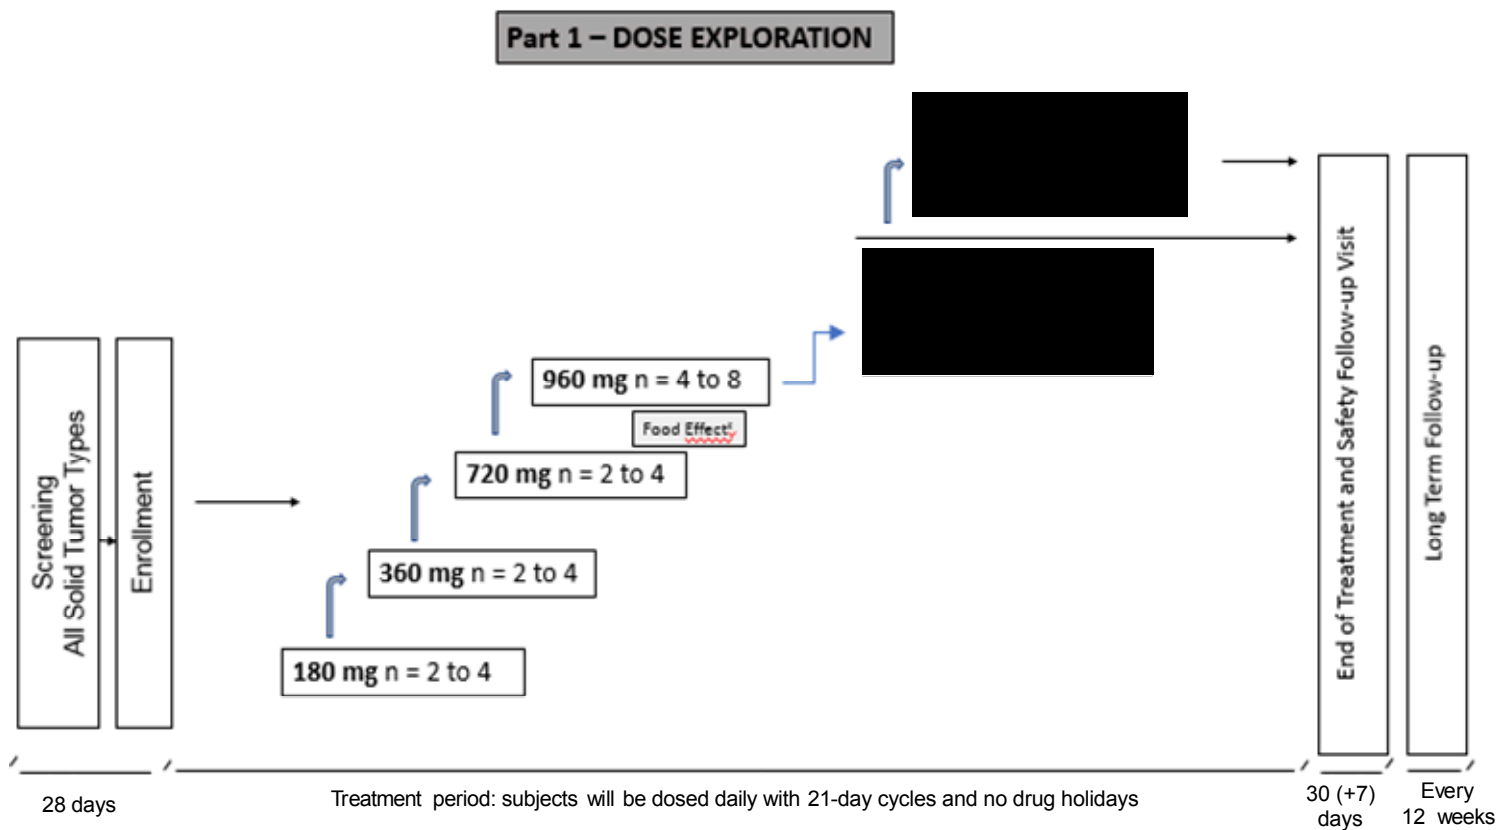 Part 1 – DOSE EXPLORATION
Screening
All Solid Tumor Types
Enrollment
960 mg n = 4 to 8
Food Effect
720 mg n = 2 to 4
360 mg n = 2 to 4
180 mg n = 2 to 4
End of Treatment and Safety Follow-up Visit
Long Term Follow-up
28 days
Treatment period: subjects will be dosed daily with 21-day cycles and no drug holidays
30 (+7)
days
Every
12 weeks